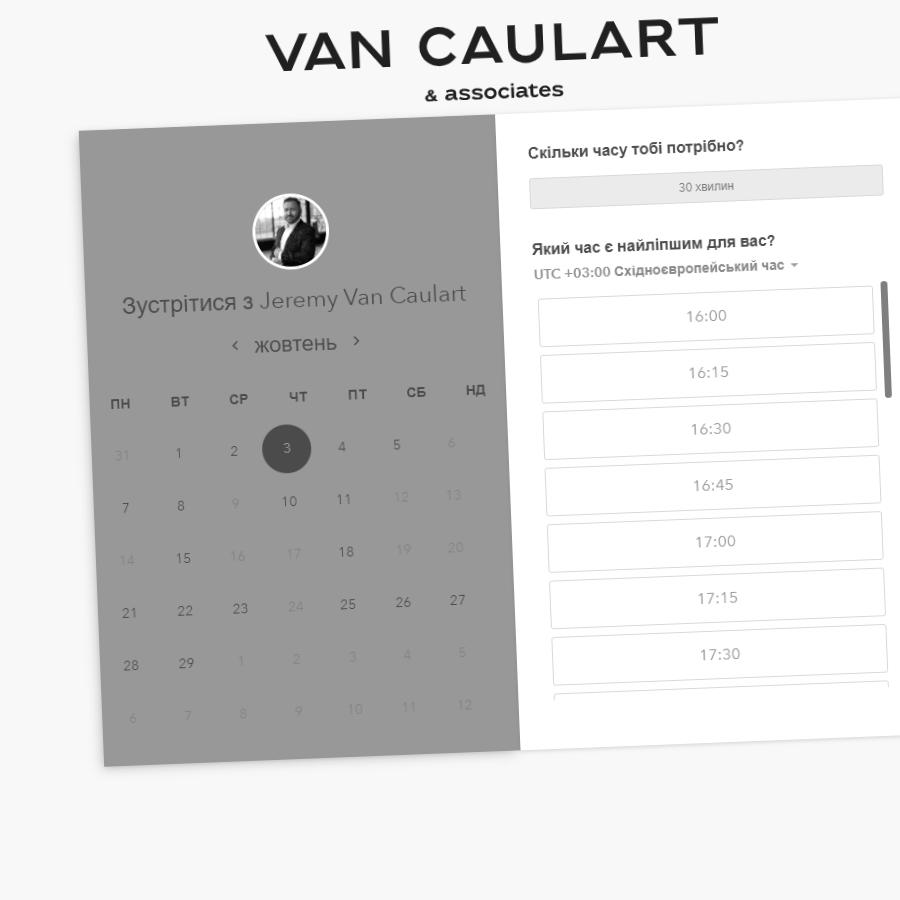 VAN CAULART
& associates
Зустрітися з Jeremy Van Caulart
‹ жовтень ›
ПН ВТ СР ЧТ ПТ СБ НД
31 1 2 3 4 5 6
7 8 9 10 11 12 13
14 15 16 17 18 19 20
21 22 23 24 25 26 27
28 29 1 2 3 4 5
6 7 8 9 10 11 12
Скільки часу тобі потрібно?
30 хвилин
Який час є найліпшим для вас?
UTC +03:00 Східноєвропейський час
16:00
16:15
16:30
16:45
17:00
17:15
17:30